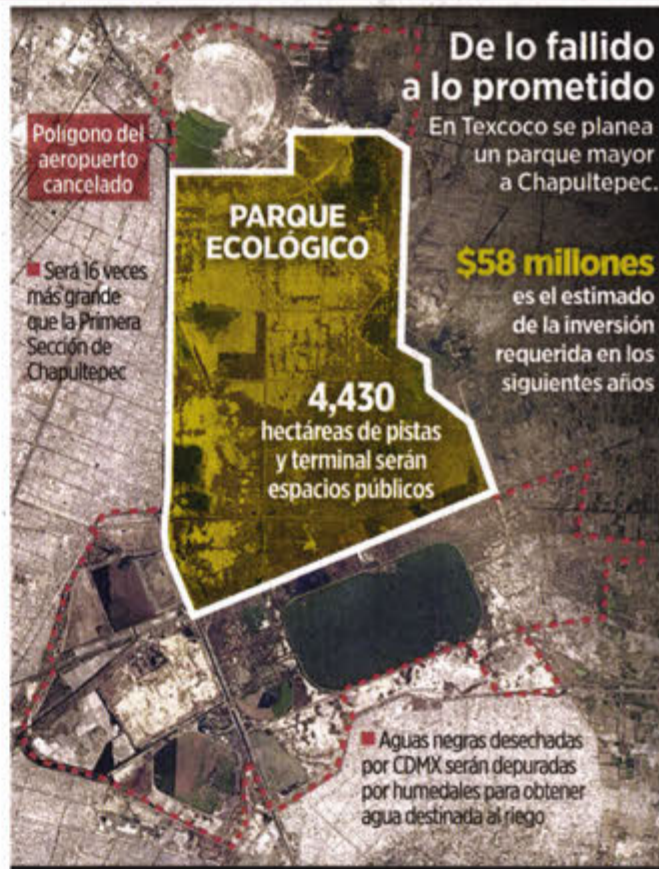 De lo fallido
a lo prometido
En Texcoco se planea
un parque mayor
a Chapultepec.
Polígono del
aeropuerto
cancelado
PARQUE
ECOLÓGICO
$58 millones
es el estimado
de la inversión
requerida en los
siguientes años
Será 16 veces
más grande
que la Primera
Sección de
Chapultepec
4,430
hectáreas de pistas
y terminal serán
espacios públicos
Aguas negras desechadas
por CDMX serán depuradas
por humedales para obtener
agua destinada al riego